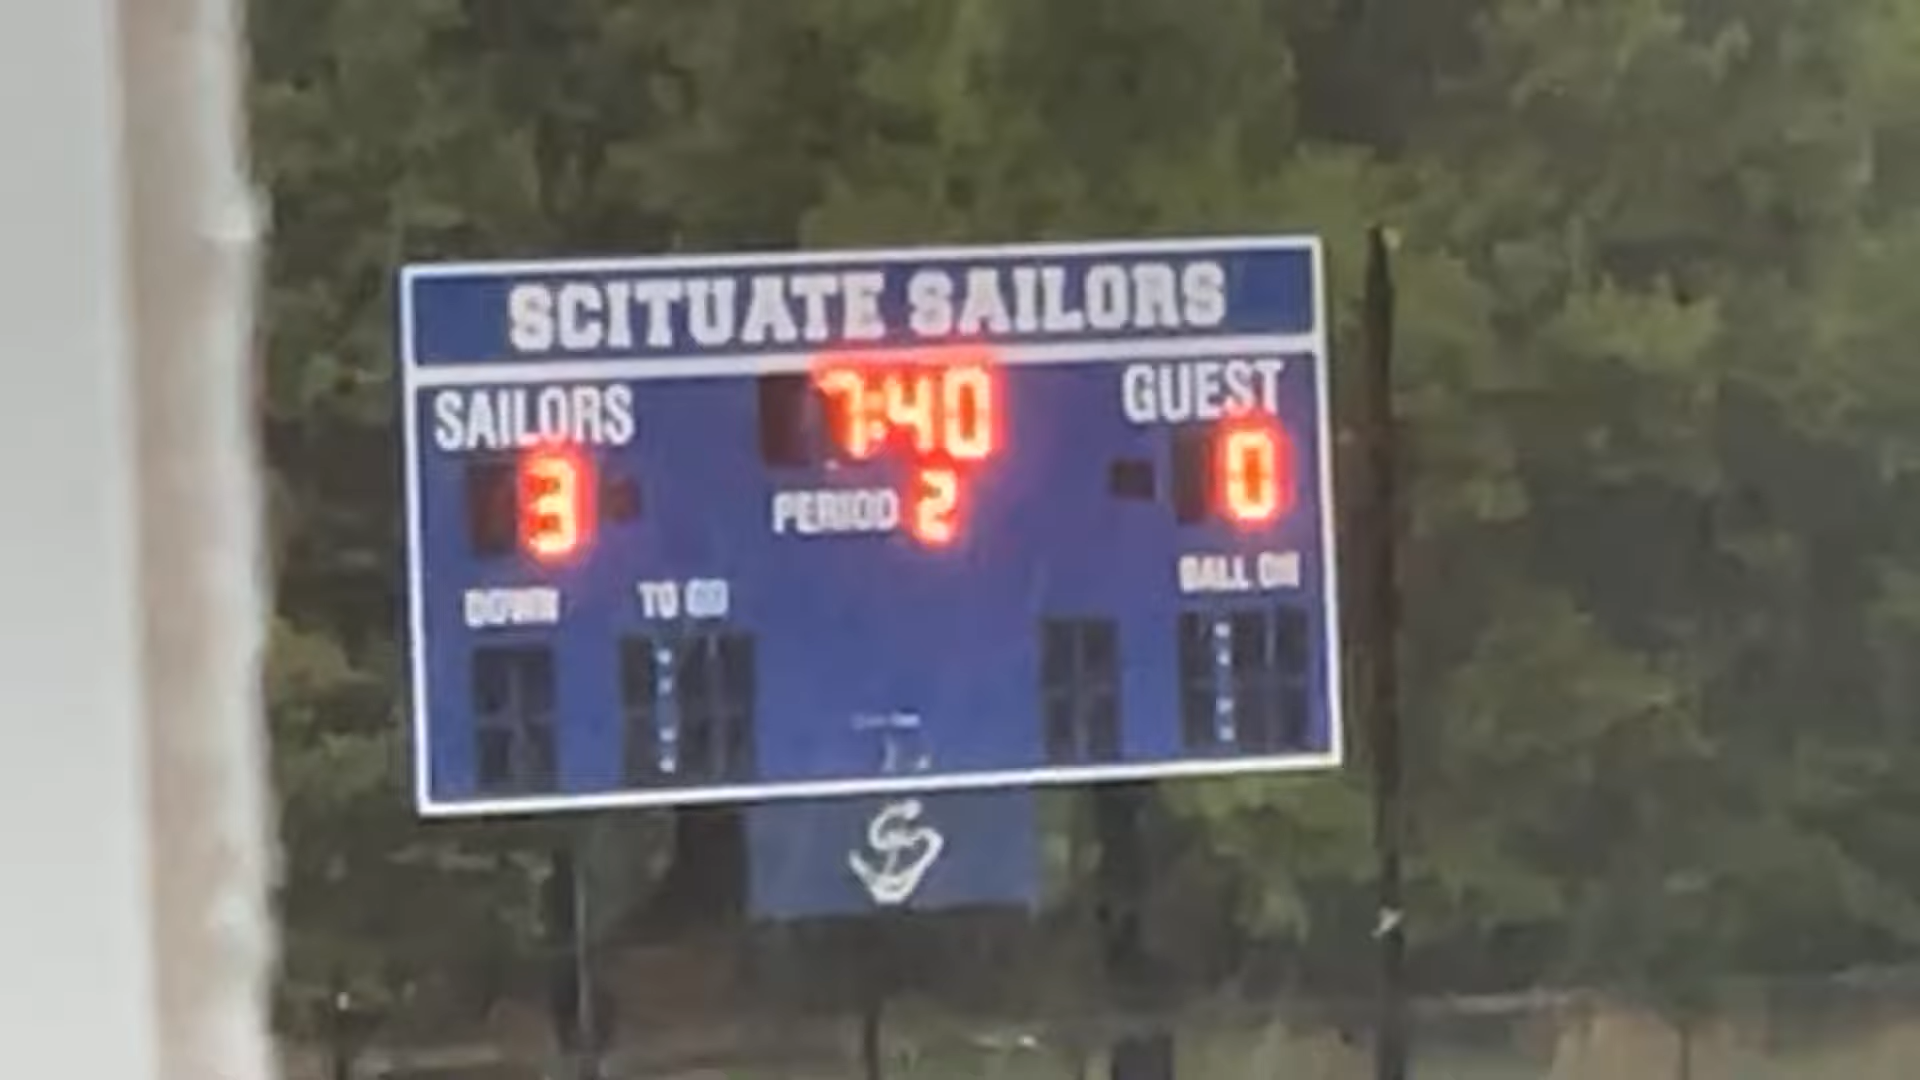 SCITUATE SAILORS
SAILORS 7:40 GUEST
3 PERIOD 2 0
DOWN TO GO BALL ON